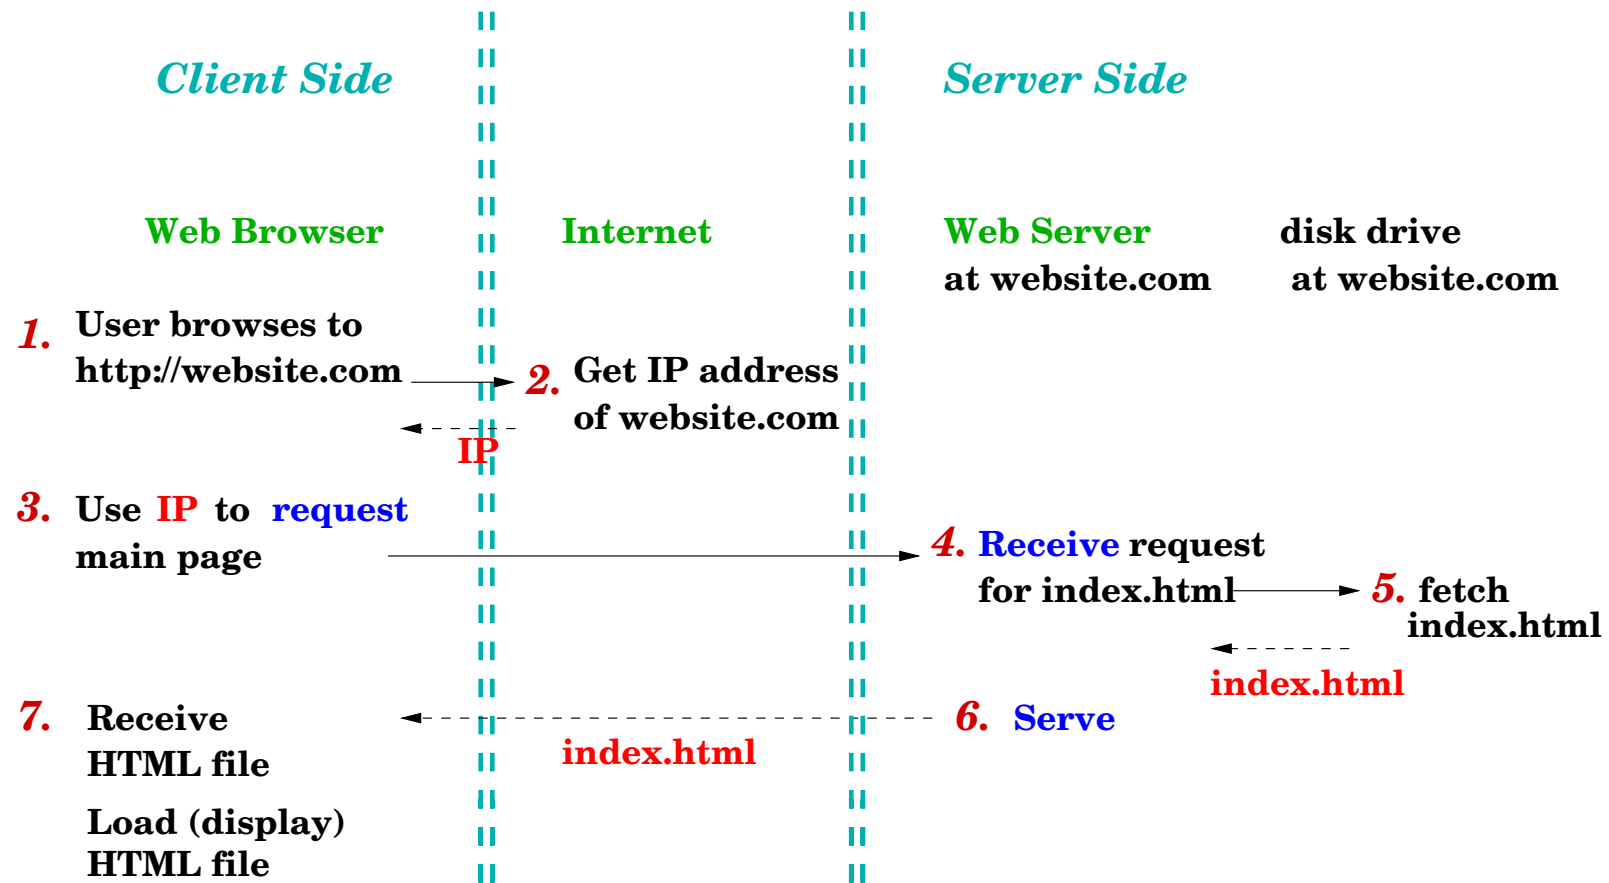 Client Side
Server Side
Web Browser
Internet
Web Server
at website.com
disk drive
at website.com
1. User browses to
http://website.com
2. Get IP address
of website.com
IP
3. Use IP to request
main page
4. Receive request
for index.html
5. fetch
index.html
index.html
6. Serve
index.html
7. Receive
HTML file
Load (display)
HTML file